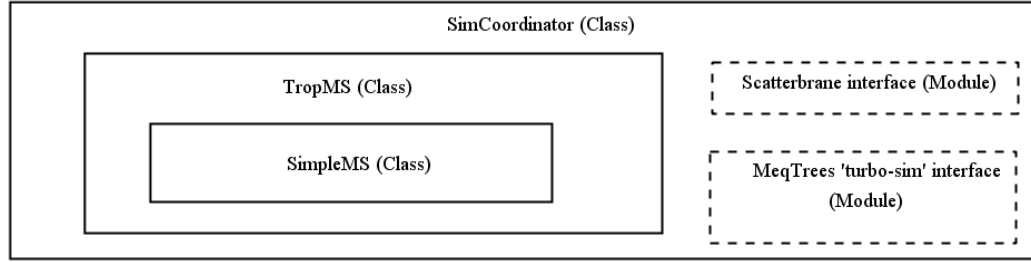 SimCoordinator (Class)
TropMS (Class)
Scatterbrane interface (Module)
SimpleMS (Class)
MeqTrees 'turbo-sim' interface
(Module)